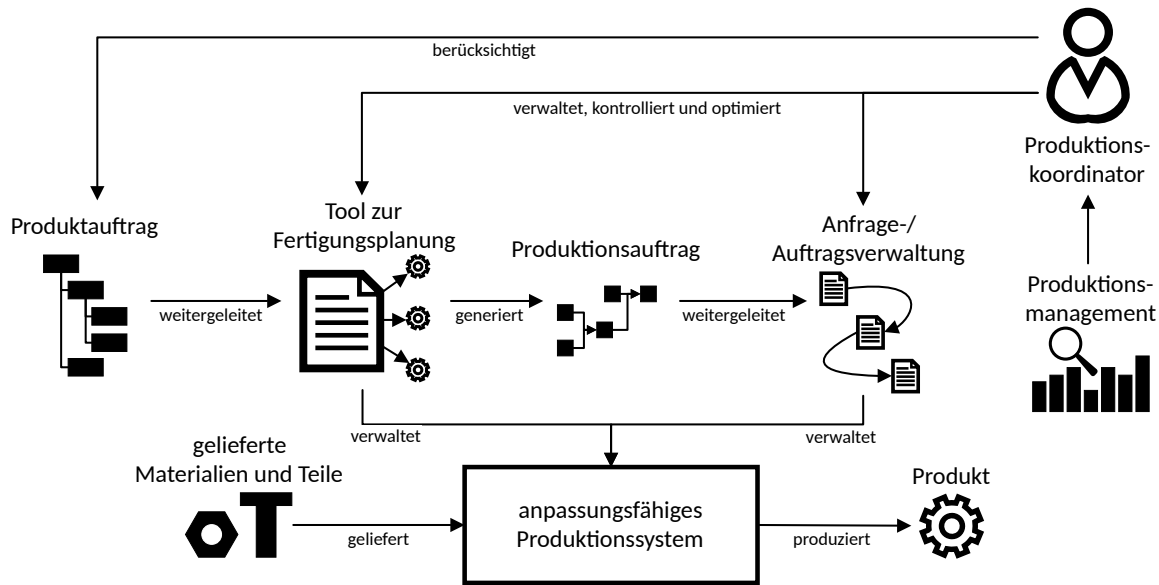 berücksichtigt
verwaltet, kontrolliert und optimiert
Produktions-
koordinator
Produktauftrag
Tool zur
Fertigungsplanung
Produktionsauftrag
Anfrage-/
Auftragsverwaltung
Produktions-
management
weitergeleitet
generiert
weitergeleitet
verwaltet
verwaltet
gelieferte
Materialien und Teile
geliefert
anpassungsfähiges
Produktionssystem
produziert
Produkt